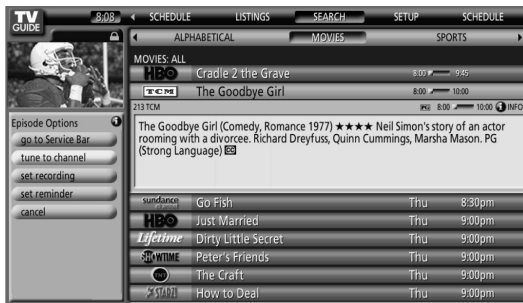 TV GUIDE
8:08
SCHEDULE LISTINGS SEARCH SETUP SCHEDULE
ALPHABETICAL MOVIES SPORTS
MOVIES: ALL
HBO Cradle 2 the Grave 8:00 9:45
TCM The Goodbye Girl 8:00 10:00
213 TCM PG 8:00 10:00 i INFO
The Goodbye Girl (Comedy, Romance 1977) ★★★★ Neil Simon's story of an actor
rooming with a divorcee. Richard Dreyfuss, Quinn Cummings, Marsha Mason. PG
(Strong Language) CC
Episode Options i
go to Service Bar
tune to channel
set recording
set reminder
cancel
sundance Go Fish Thu 8:30pm
HBO Just Married Thu 9:00pm
Lifetime Dirty Little Secret Thu 9:00pm
SHOWTIME Peter's Friends Thu 9:00pm
TNT The Craft Thu 9:00pm
STARZ! How to Deal Thu 9:00pm